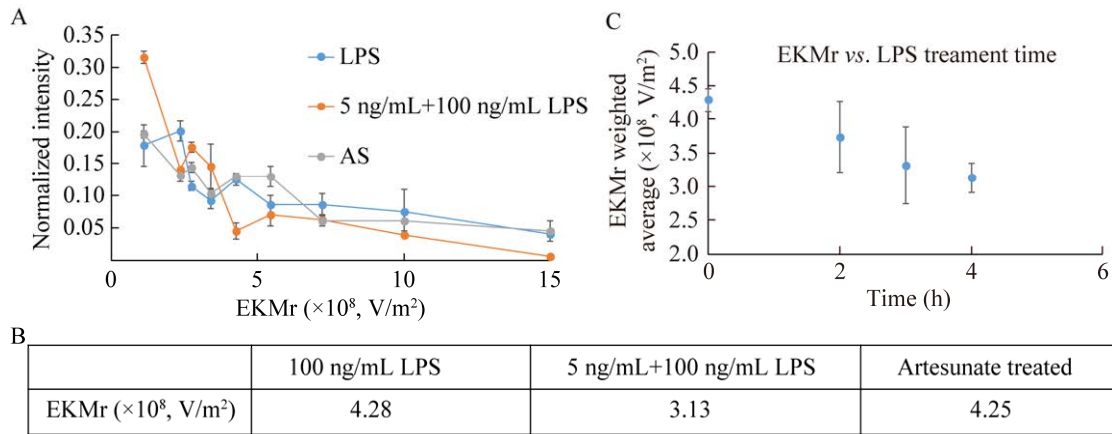 A
0.35
0.30
0.25
0.20
0.15
0.10
0.05
Normalized intensity
0
5
10
15
EKMr (×10⁸, V/m²)
LPS
5 ng/mL+100 ng/mL LPS
AS
C
EKMr vs. LPS treament time
5.0
4.5
4.0
3.5
3.0
2.5
2.0
EKMr weighted
average (×10⁸, V/m²)
0
2
4
6
Time (h)
B
100 ng/mL LPS 5 ng/mL+100 ng/mL LPS Artesunate treated
EKMr (×10⁸, V/m²) 4.28 3.13 4.25